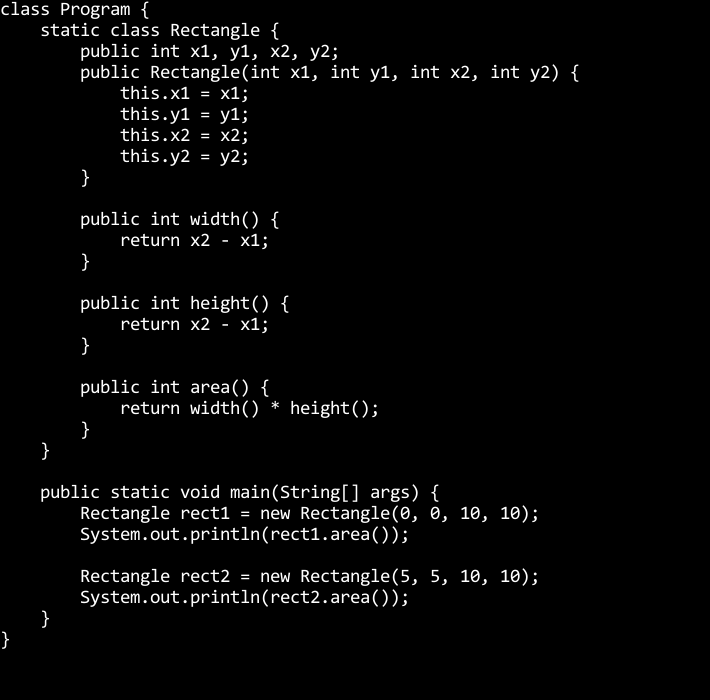 class Program {
    static class Rectangle {
        public int x1, y1, x2, y2;
        public Rectangle(int x1, int y1, int x2, int y2) {
            this.x1 = x1;
            this.y1 = y1;
            this.x2 = x2;
            this.y2 = y2;
        }

        public int width() {
            return x2 - x1;
        }

        public int height() {
            return x2 - x1;
        }

        public int area() {
            return width() * height();
        }
    }

    public static void main(String[] args) {
        Rectangle rect1 = new Rectangle(0, 0, 10, 10);
        System.out.println(rect1.area());

        Rectangle rect2 = new Rectangle(5, 5, 10, 10);
        System.out.println(rect2.area());
    }
}